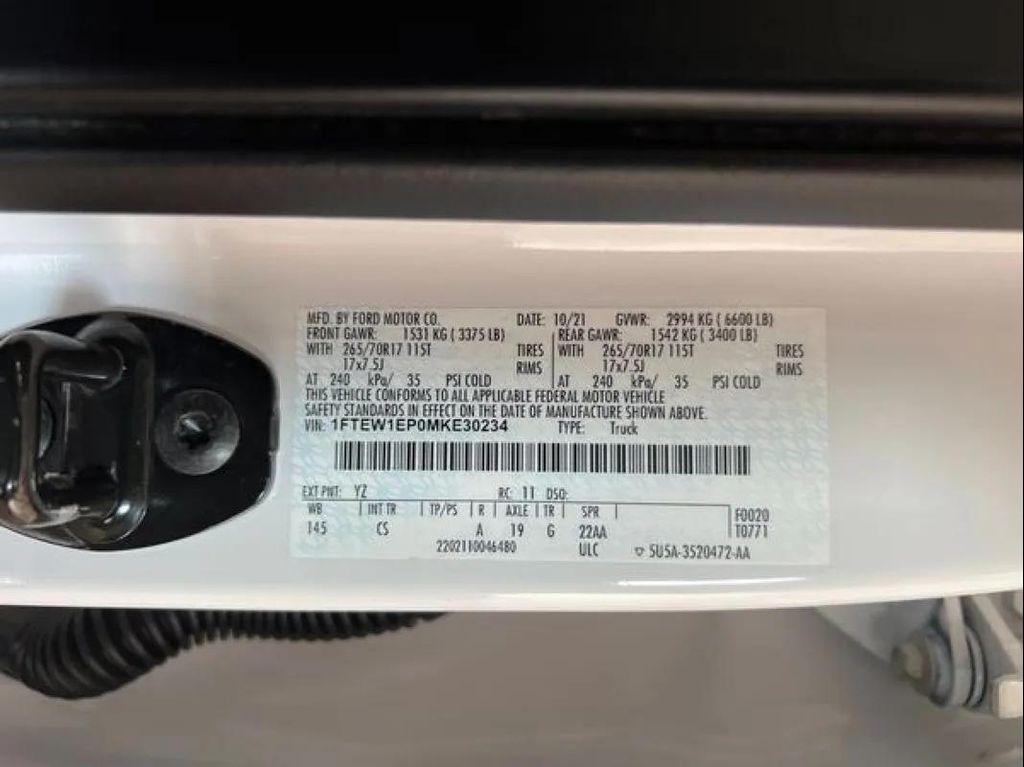 MFD. BY FORD MOTOR CO. DATE: 10/21 GVWR: 2994 KG ( 6600 LB)
FRONT GAWR: 1531 KG ( 3375 LB) REAR GAWR: 1542 KG ( 3400 LB)
WITH 265/70R17 115T TIRES WITH 265/70R17 115T TIRES
17x7.5J RIMS 17x7.5J RIMS
AT 240 kPa/ 35 PSI COLD AT 240 kPa/ 35 PSI COLD
THIS VEHICLE CONFORMS TO ALL APPLICABLE FEDERAL MOTOR VEHICLE
SAFETY STANDARDS IN EFFECT ON THE DATE OF MANUFACTURE SHOWN ABOVE.
VIN: 1FTEW1EP0MKE30234 TYPE: Truck
EXT PNT: YZ RC: 11 DSO:
WB INT TR TP/PS R AXLE TR SPR F0020
145 CS A 19 G 22AA T0771
2202110046480 ULC 5U5A-3520472-AA